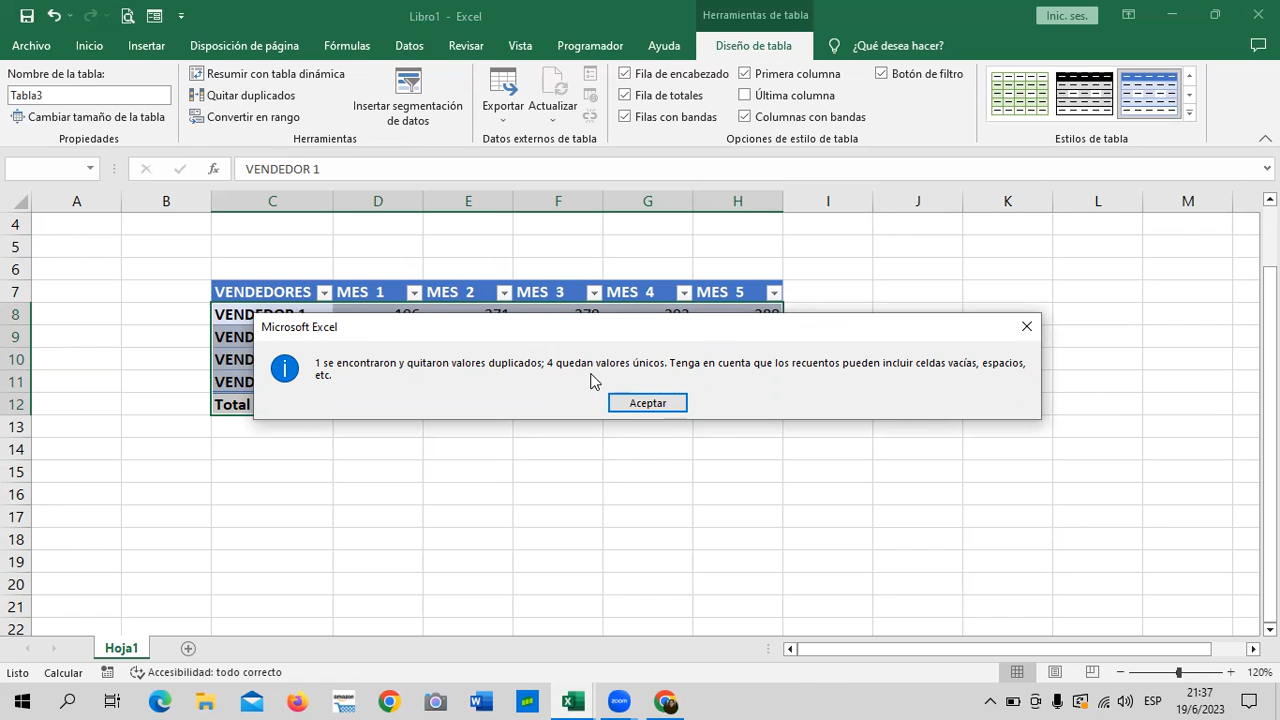 Libro1 - Excel
Herramientas de tabla
Inic. ses.
Archivo Inicio Insertar Disposición de página Fórmulas Datos Revisar Vista Programador Ayuda Diseño de tabla ¿Qué desea hacer?
Nombre de la tabla:
Tabla3
Cambiar tamaño de la tabla
Propiedades
Resumir con tabla dinámica
Quitar duplicados
Convertir en rango
Insertar segmentación
de datos
Herramientas
Exportar Actualizar
Datos externos de tabla
Fila de encabezado Primera columna Botón de filtro
Fila de totales Última columna
Filas con bandas Columnas con bandas
Opciones de estilo de tabla
Estilos de tabla
fx VENDEDOR 1
A B C D E F G H I J K L M
4
5
6
7 VENDEDORES MES 1 MES 2 MES 3 MES 4 MES 5
8
9
10
11
12 Total
13
14
15
16
17
18
19
20
21
22
Microsoft Excel
1 se encontraron y quitaron valores duplicados; 4 quedan valores únicos. Tenga en cuenta que los recuentos pueden incluir celdas vacías, espacios,
etc.
Aceptar
Hoja1
Listo Calcular Accesibilidad: todo correcto 120%
amazon
ESP
21:37
19/6/2023